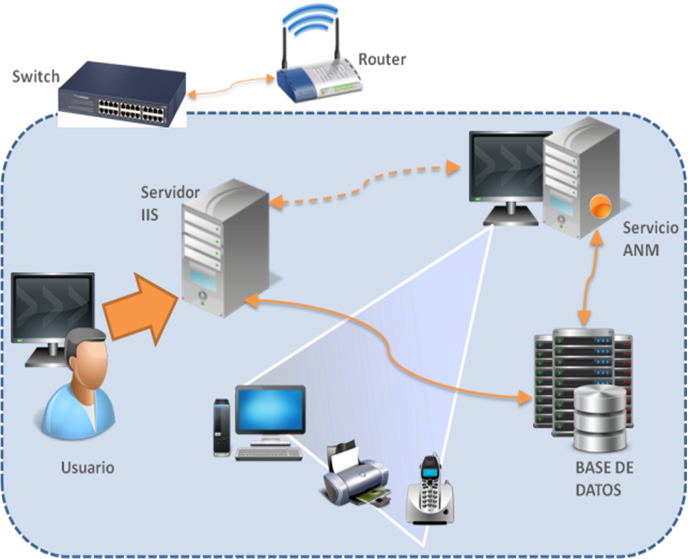 Switch
Router
Servidor
IIS
Servicio
ANM
Usuario
BASE DE
DATOS